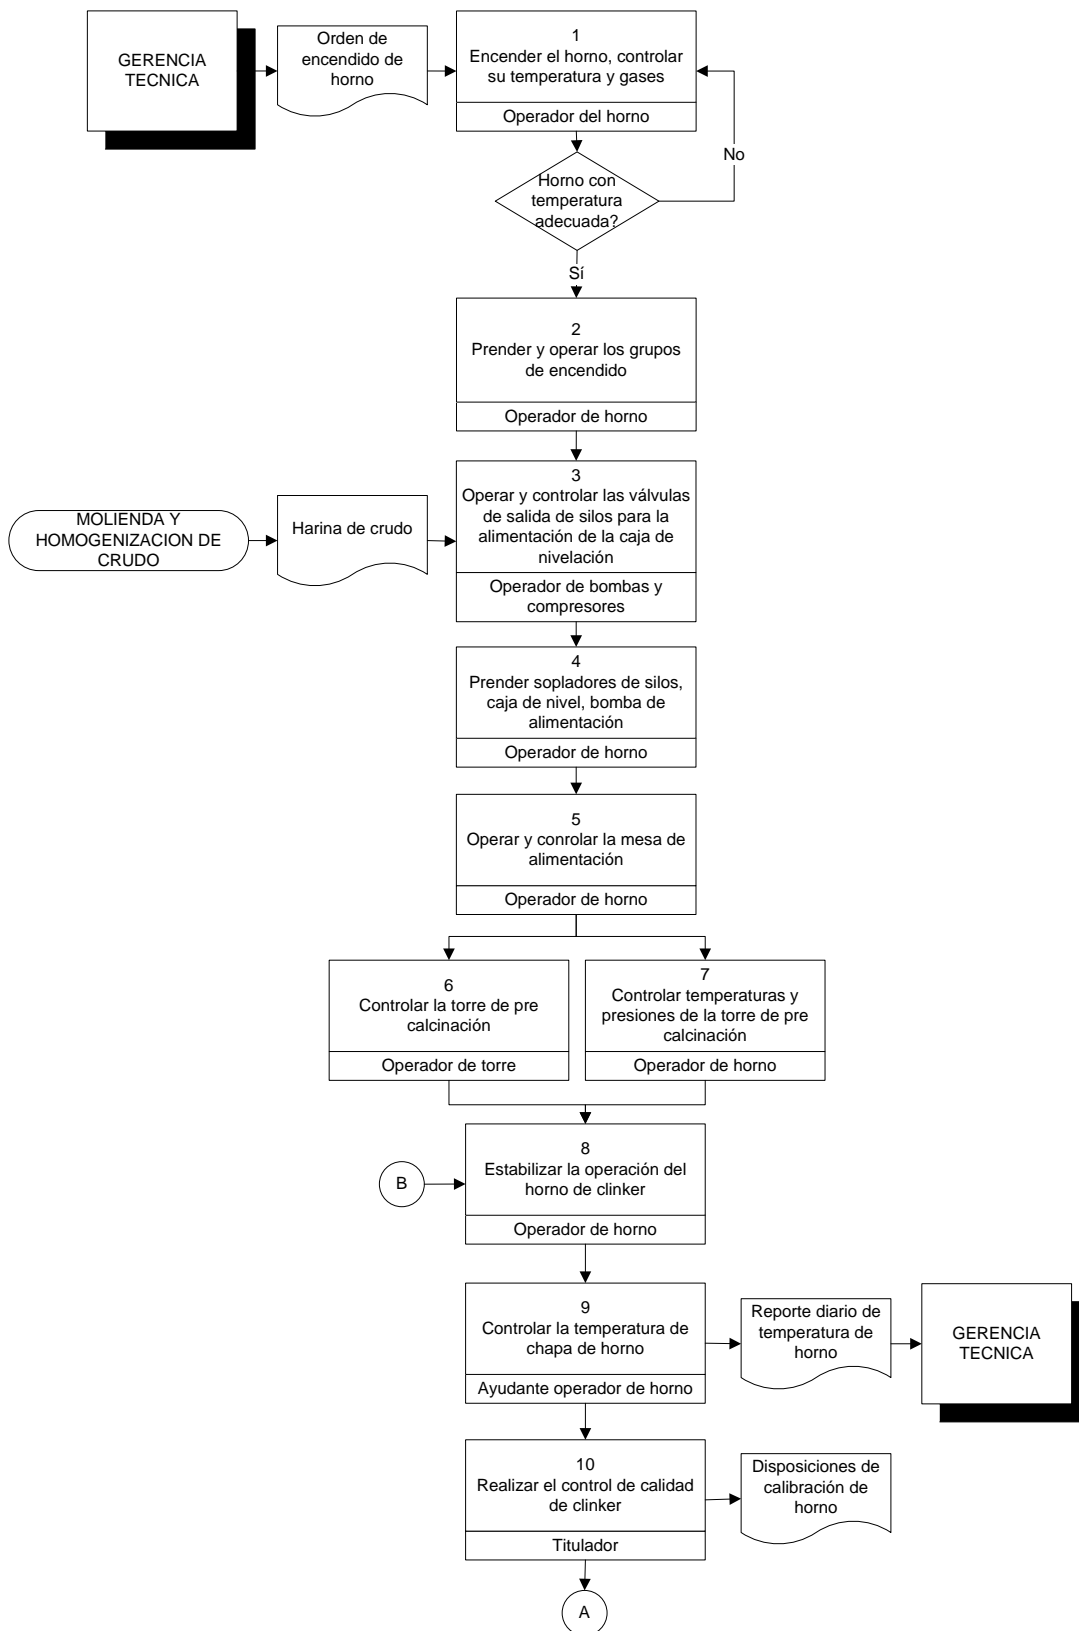 GERENCIA
TECNICA
Orden de
encendido de
horno
1
Encender el horno, controlar
su temperatura y gases
Operador del horno
No
Horno con
temperatura
adecuada?
Sí
2
Prender y operar los grupos
de encendido
Operador de horno
MOLIENDA Y
HOMOGENIZACION DE
CRUDO
Harina de crudo
3
Operar y controlar las válvulas
de salida de silos para la
alimentación de la caja de
nivelación
Operador de bombas y
compresores
4
Prender sopladores de silos,
caja de nivel, bomba de
alimentación
Operador de horno
5
Operar y conrolar la mesa de
alimentación
Operador de horno
6
Controlar la torre de pre
calcinación
Operador de torre
7
Controlar temperaturas y
presiones de la torre de pre
calcinación
Operador de horno
B
8
Estabilizar la operación del
horno de clinker
Operador de horno
9
Controlar la temperatura de
chapa de horno
Ayudante operador de horno
Reporte diario de
temperatura de
horno
GERENCIA
TECNICA
10
Realizar el control de calidad
de clinker
Titulador
Disposiciones de
calibración de
horno
A